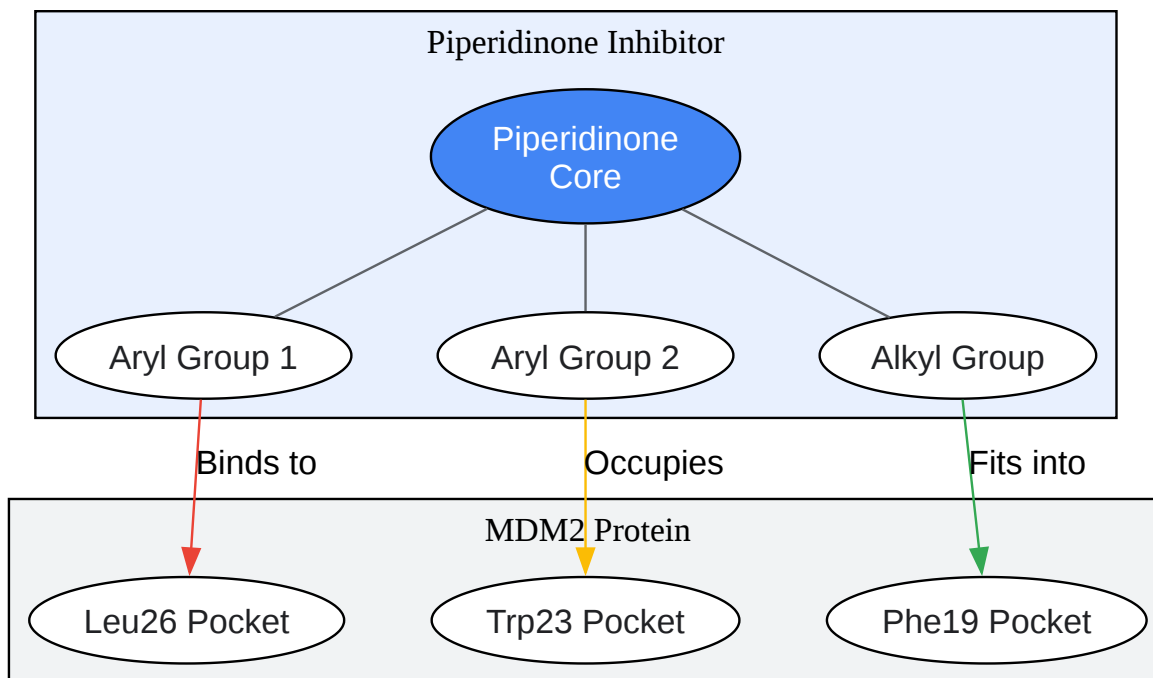 Piperidinone Inhibitor
Piperidinone
Core
Aryl Group 1
Aryl Group 2
Alkyl Group
Binds to
Occupies
Fits into
MDM2 Protein
Leu26 Pocket
Trp23 Pocket
Phe19 Pocket